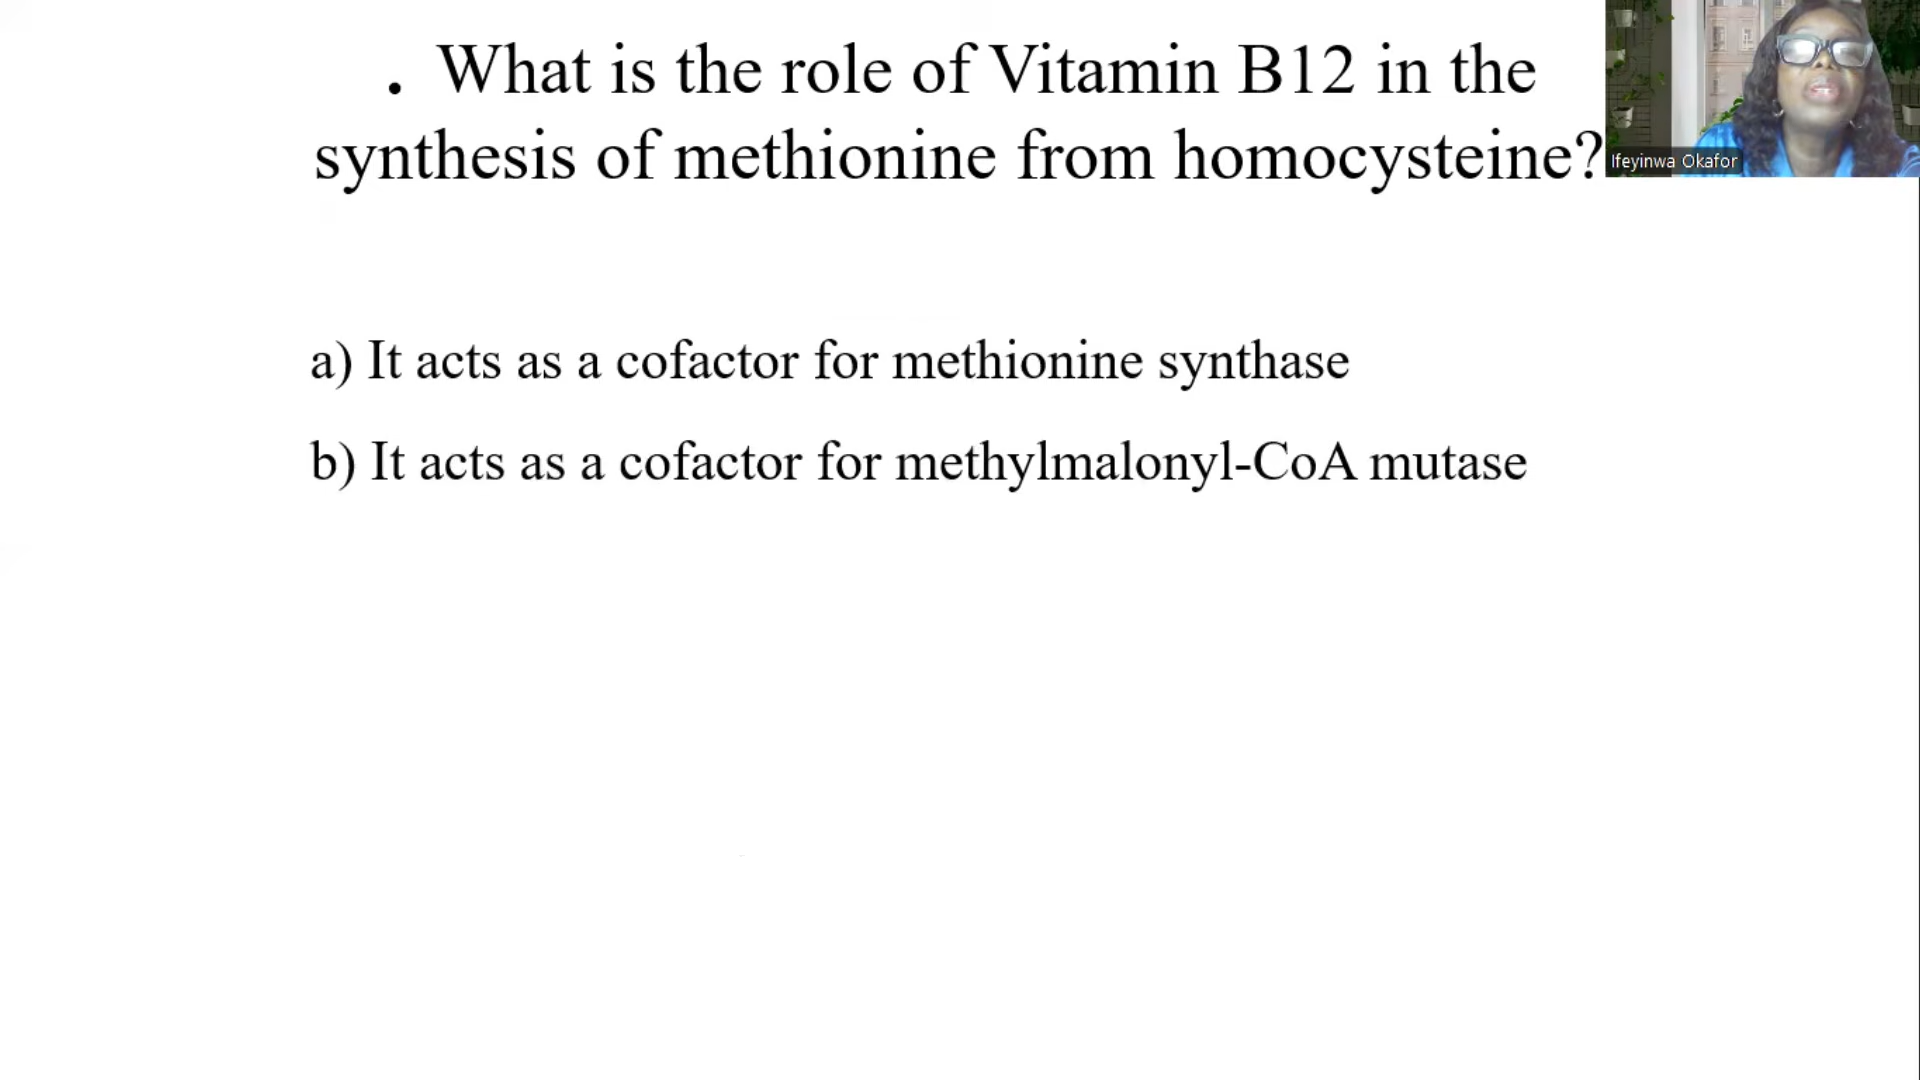 . What is the role of Vitamin B12 in the
synthesis of methionine from homocysteine?
Ifeyinwa Okafor
a) It acts as a cofactor for methionine synthase
b) It acts as a cofactor for methylmalonyl-CoA mutase